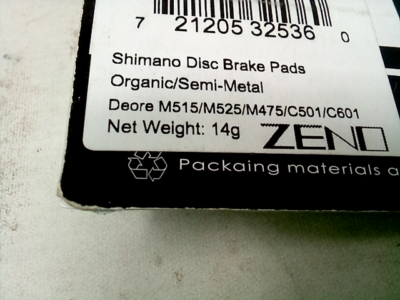 7 21205 32536 0
Shimano Disc Brake Pads
Organic/Semi-Metal
Deore M515/M525/M475/C501/C601
Net Weight: 14g ZENO
Packaing materials a